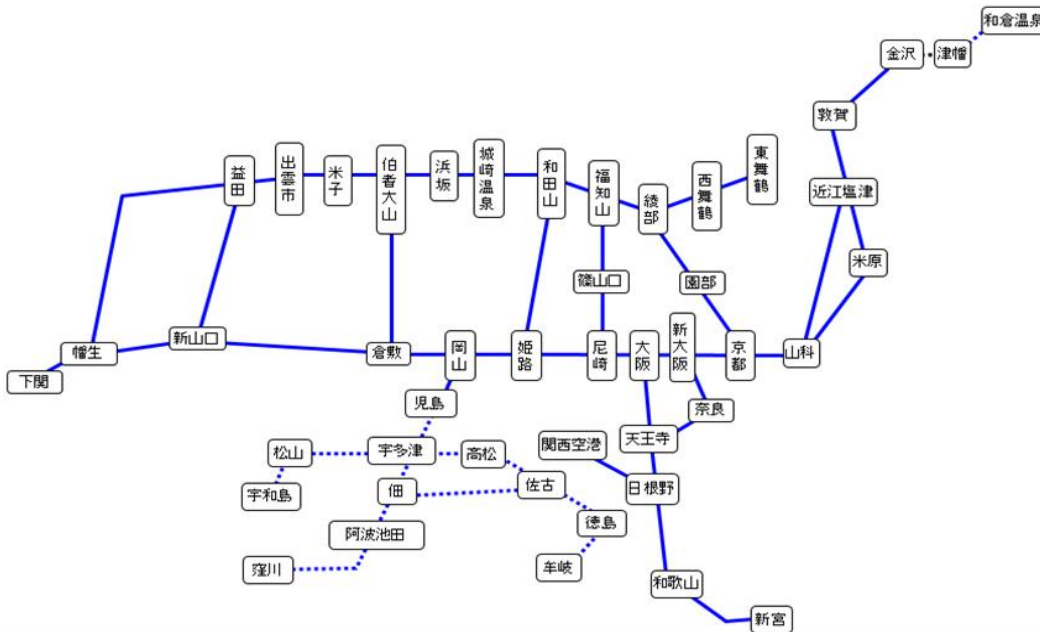 和倉温泉
金沢
津幡
敦賀
益田
出雲市
米子
伯耆大山
浜坂
城崎温泉
和田山
福知山
綾部
西舞鶴
東舞鶴
近江塩津
米原
篠山口
園部
幡生
新山口
倉敷
岡山
姫路
尼崎
大阪
新大阪
京都
山科
下関
児島
奈良
天王寺
関西空港
松山
宇多津
高松
日根野
宇和島
佃
佐古
阿波池田
徳島
窪川
牟岐
和歌山
新宮